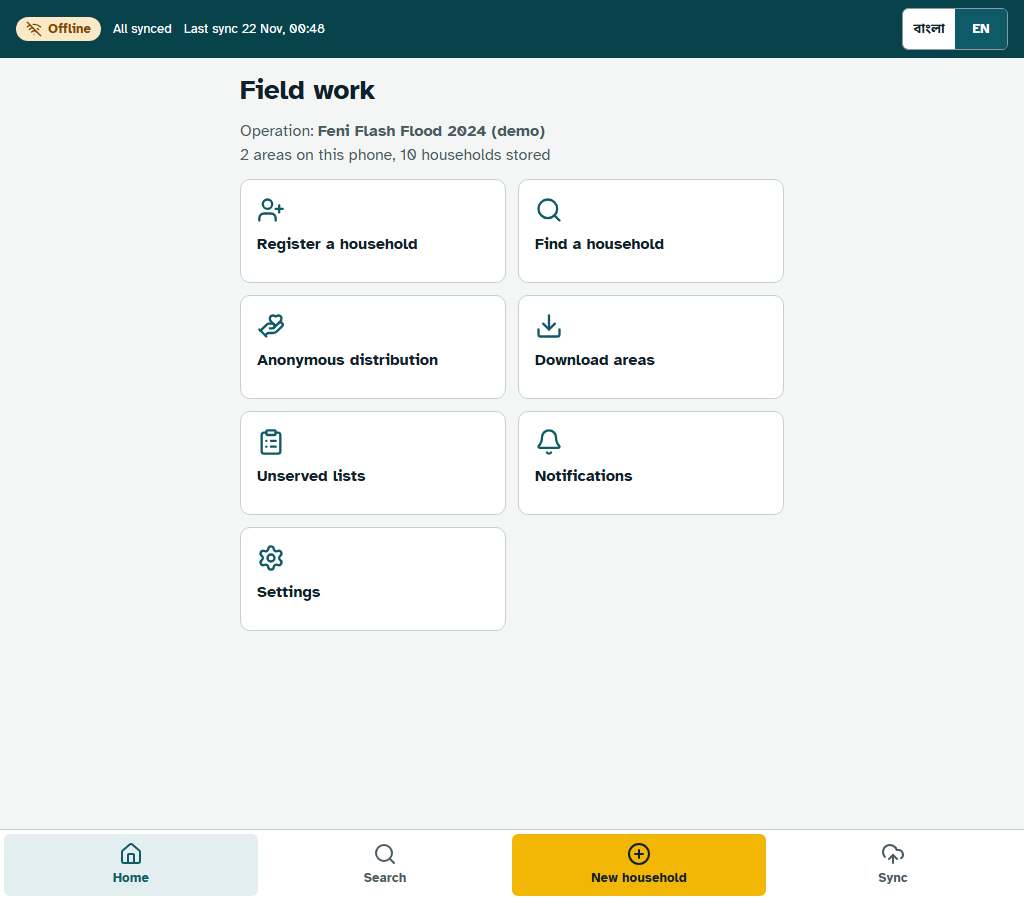 Offline All synced Last sync 22 Nov, 00:48 বাংলা EN
Field work
Operation: Feni Flash Flood 2024 (demo)
2 areas on this phone, 10 households stored
Register a household
Find a household
Anonymous distribution
Download areas
Unserved lists
Notifications
Settings
Home Search New household Sync